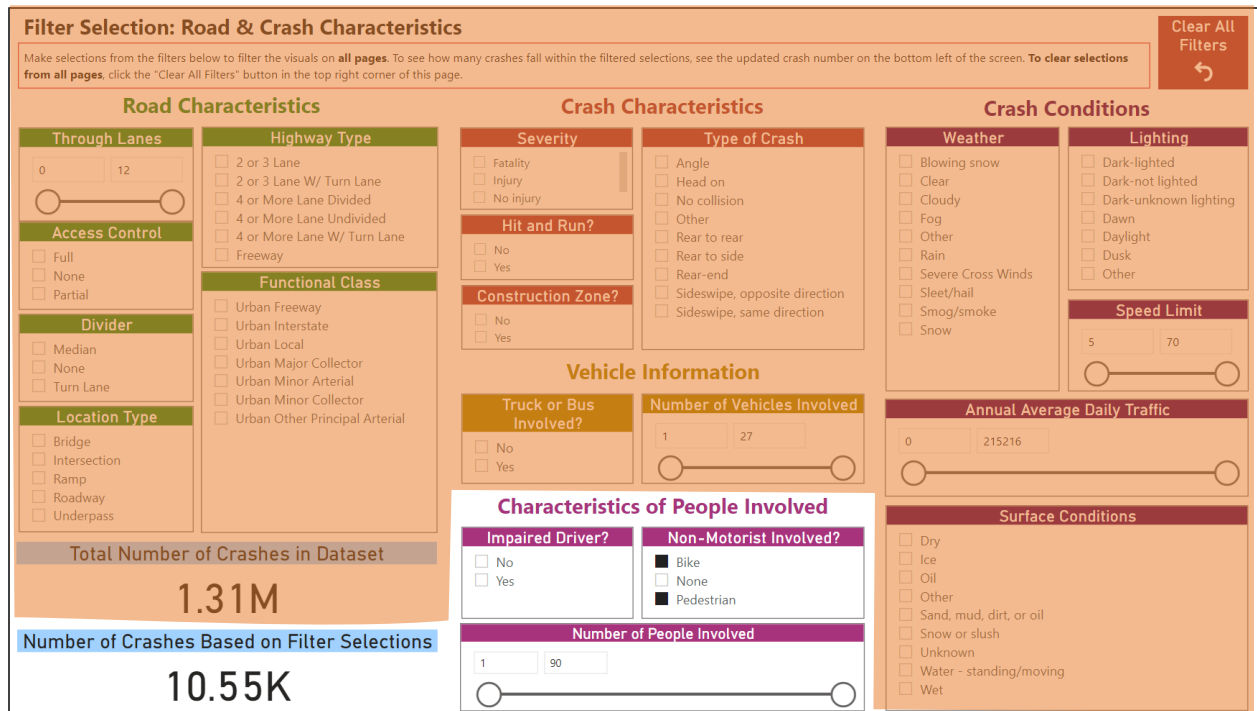 Filter Selection: Road & Crash Characteristics
Clear All
Filters
Make selections from the filters below to filter the visuals on all pages. To see how many crashes fall within the filtered selections, see the updated crash number on the bottom left of the screen. To clear selections
from all pages, click the "Clear All Filters" button in the top right corner of this page.
Road Characteristics
Through Lanes
0 12
Access Control
Full
None
Partial
Divider
Median
None
Turn Lane
Location Type
Bridge
Intersection
Ramp
Roadway
Underpass
Highway Type
2 or 3 Lane
2 or 3 Lane W/ Turn Lane
4 or More Lane Divided
4 or More Lane Undivided
4 or More Lane W/ Turn Lane
Freeway
Functional Class
Urban Freeway
Urban Interstate
Urban Local
Urban Major Collector
Urban Minor Arterial
Urban Minor Collector
Urban Other Principal Arterial
Total Number of Crashes in Dataset
1.31M
Number of Crashes Based on Filter Selections
10.55K
Crash Characteristics
Severity
Fatality
Injury
No injury
Hit and Run?
No
Yes
Construction Zone?
No
Yes
Type of Crash
Angle
Head on
No collision
Other
Rear to rear
Rear to side
Rear-end
Sideswipe, opposite direction
Sideswipe, same direction
Vehicle Information
Truck or Bus
Involved?
No
Yes
Number of Vehicles Involved
1 27
Characteristics of People Involved
Impaired Driver?
No
Yes
Non-Motorist Involved?
Bike
None
Pedestrian
Number of People Involved
1 90
Crash Conditions
Weather
Blowing snow
Clear
Cloudy
Fog
Other
Rain
Severe Cross Winds
Sleet/hail
Smog/smoke
Snow
Lighting
Dark-lighted
Dark-not lighted
Dark-unknown lighting
Dawn
Daylight
Dusk
Other
Speed Limit
5 70
Annual Average Daily Traffic
0 215216
Surface Conditions
Dry
Ice
Oil
Other
Sand, mud, dirt, or oil
Snow or slush
Unknown
Water - standing/moving
Wet